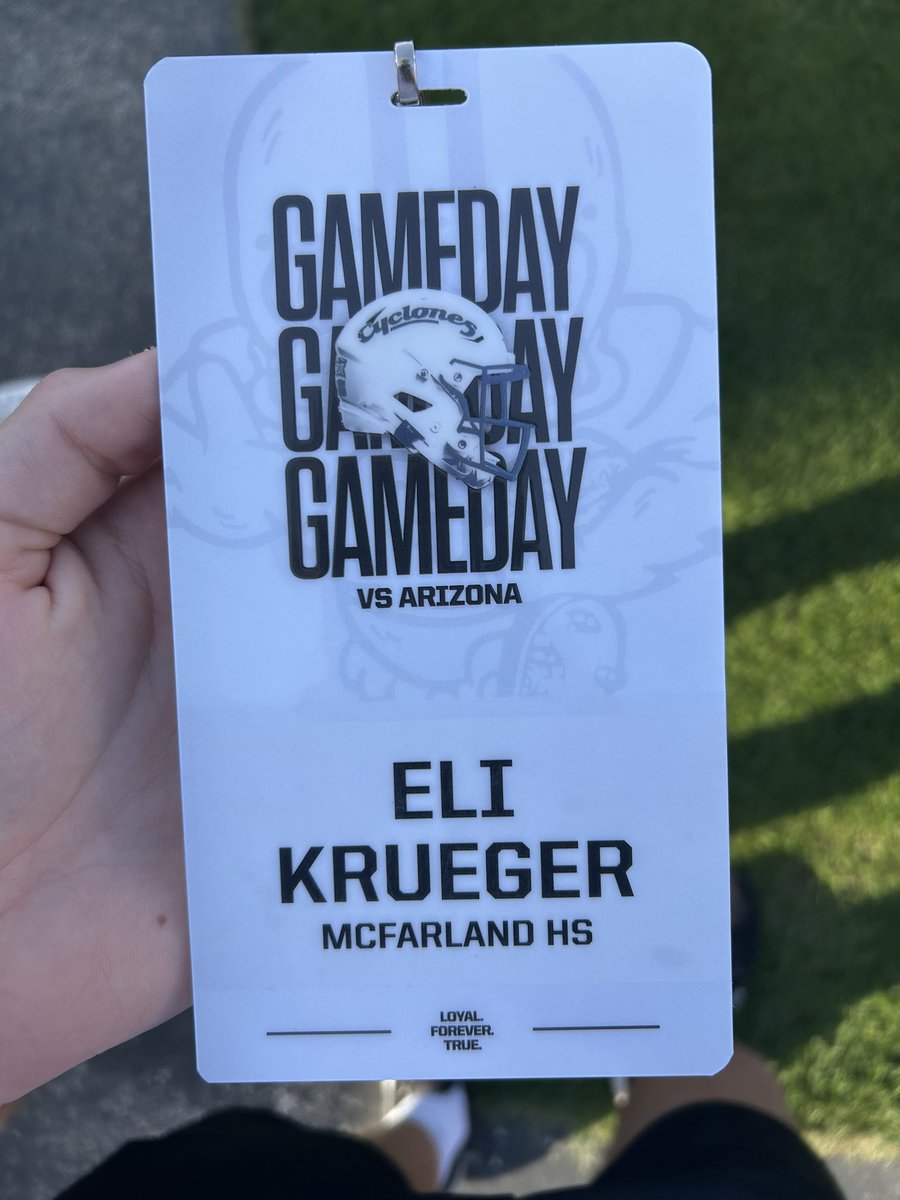 GAMEDAY
Cyclones
GAMEDAY
GAMEDAY
VS ARIZONA
ELI
KRUEGER
MCFARLAND HS
LOYAL.
FOREVER.
TRUE.